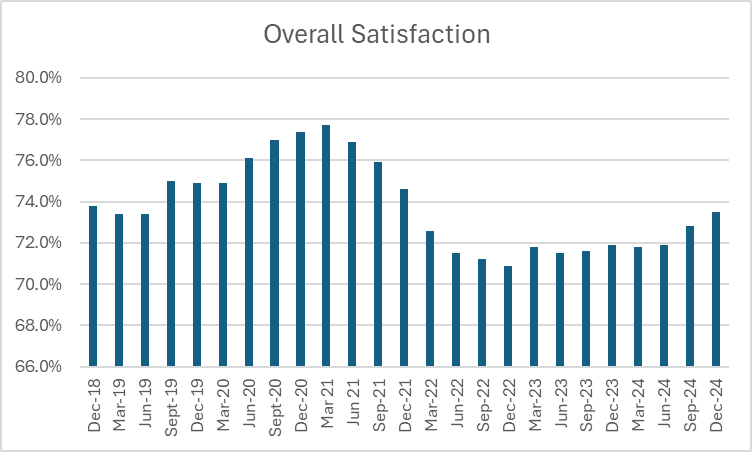 Overall Satisfaction
80.0%
78.0%
76.0%
74.0%
72.0%
70.0%
68.0%
66.0%
Dec-18
Mar-19
Jun-19
Sept-19
Dec-19
Mar-20
Jun-20
Sept-20
Dec-20
Mar 21
Jun 21
Sep-21
Dec-21
Mar-22
Jun-22
Sep-22
Dec-22
Mar-23
Jun-23
Sep-23
Dec-23
Mar-24
Jun-24
Sep-24
Dec-24